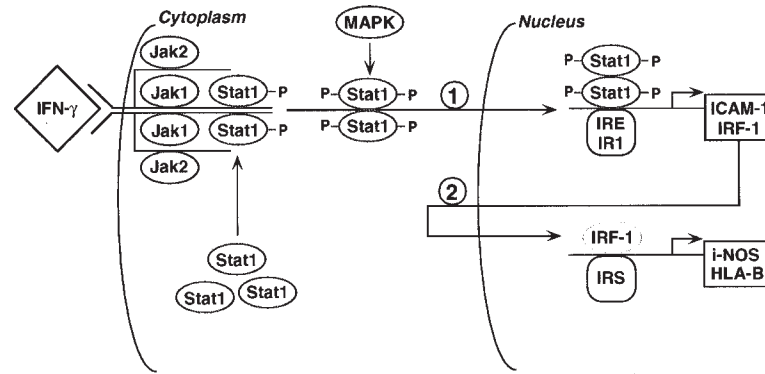 Cytoplasm
MAPK
Nucleus
Jak2
P- Stat1 -P
IFN-γ
Jak1
Stat1 -P
P- Stat1 -P
1
P- Stat1 -P
ICAM-1
IRF-1
Jak1
Stat1 -P
P- Stat1 -P
IRE
IR1
Jak2
2
Stat1
Stat1
Stat1
IRF-1
IRS
i-NOS
HLA-B